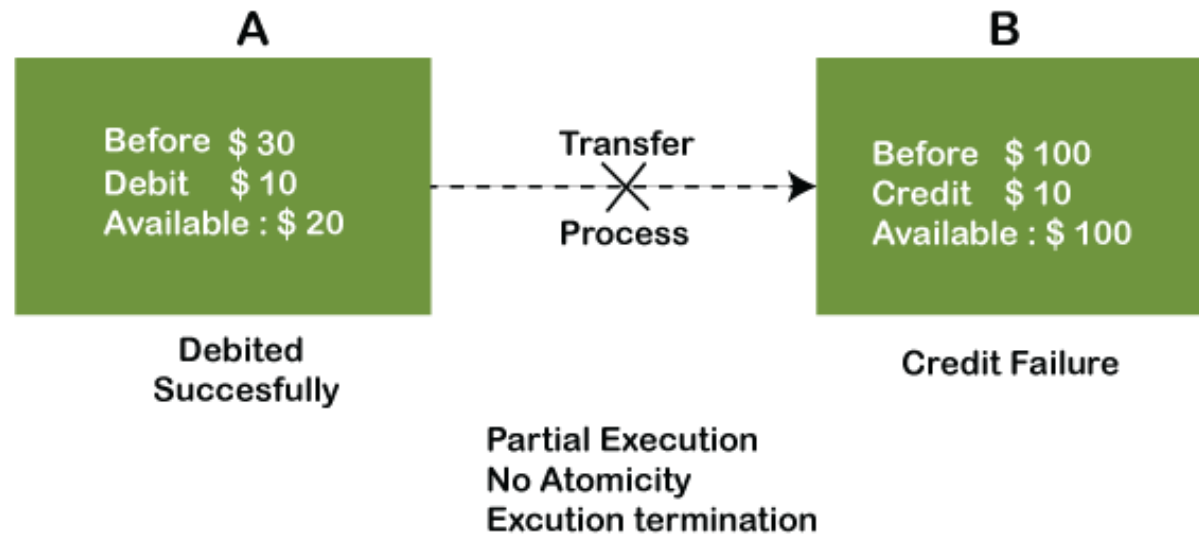 A
B
Before $ 30
Debit $ 10
Available : $ 20
Transfer
Process
Before $ 100
Credit $ 10
Available : $ 100
Debited
Succesfully
Credit Failure
Partial Execution
No Atomicity
Excution termination